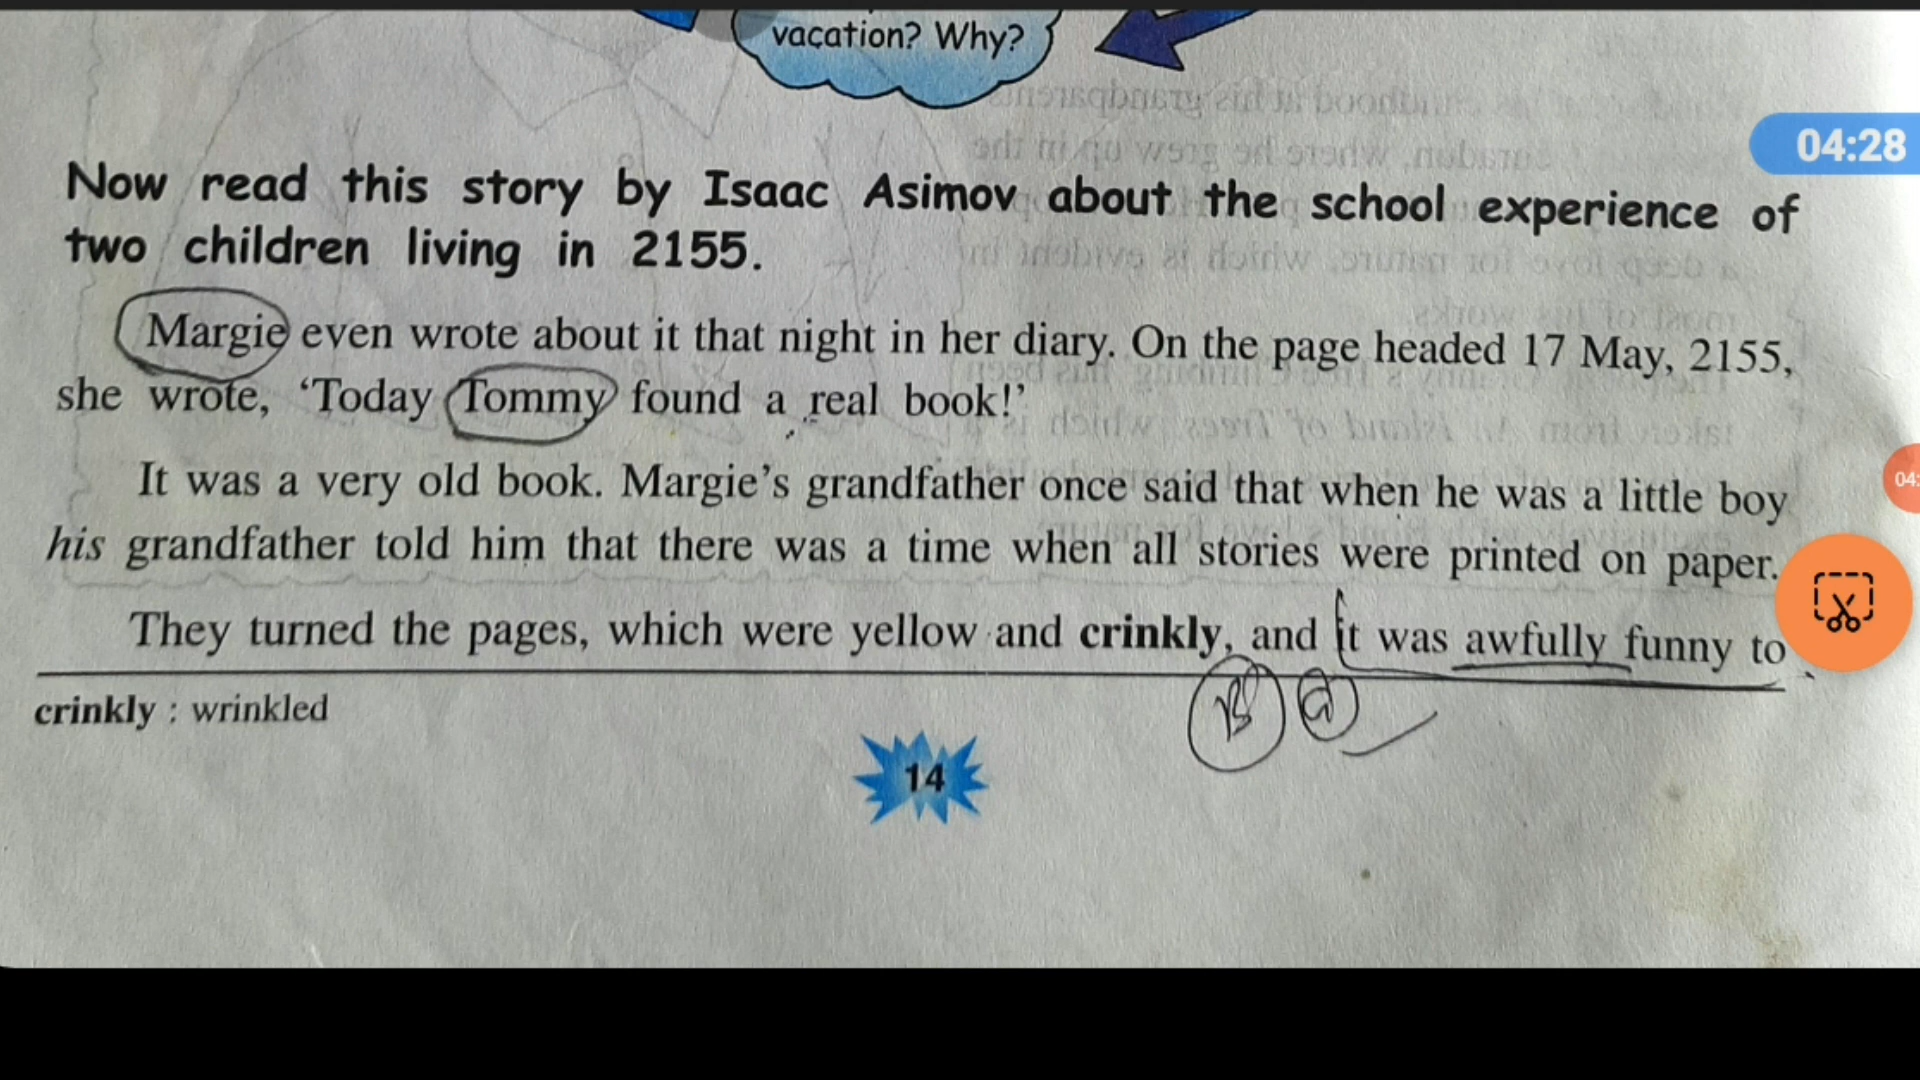 vacation? Why?
04:28
Now read this story by Isaac Asimov about the school experience of
two children living in 2155.
Margie even wrote about it that night in her diary. On the page headed 17 May, 2155,
she wrote, ‘Today Tommy found a real book!’
It was a very old book. Margie’s grandfather once said that when he was a little boy
his grandfather told him that there was a time when all stories were printed on paper.
They turned the pages, which were yellow and crinkly, and it was awfully funny to
crinkly : wrinkled
14